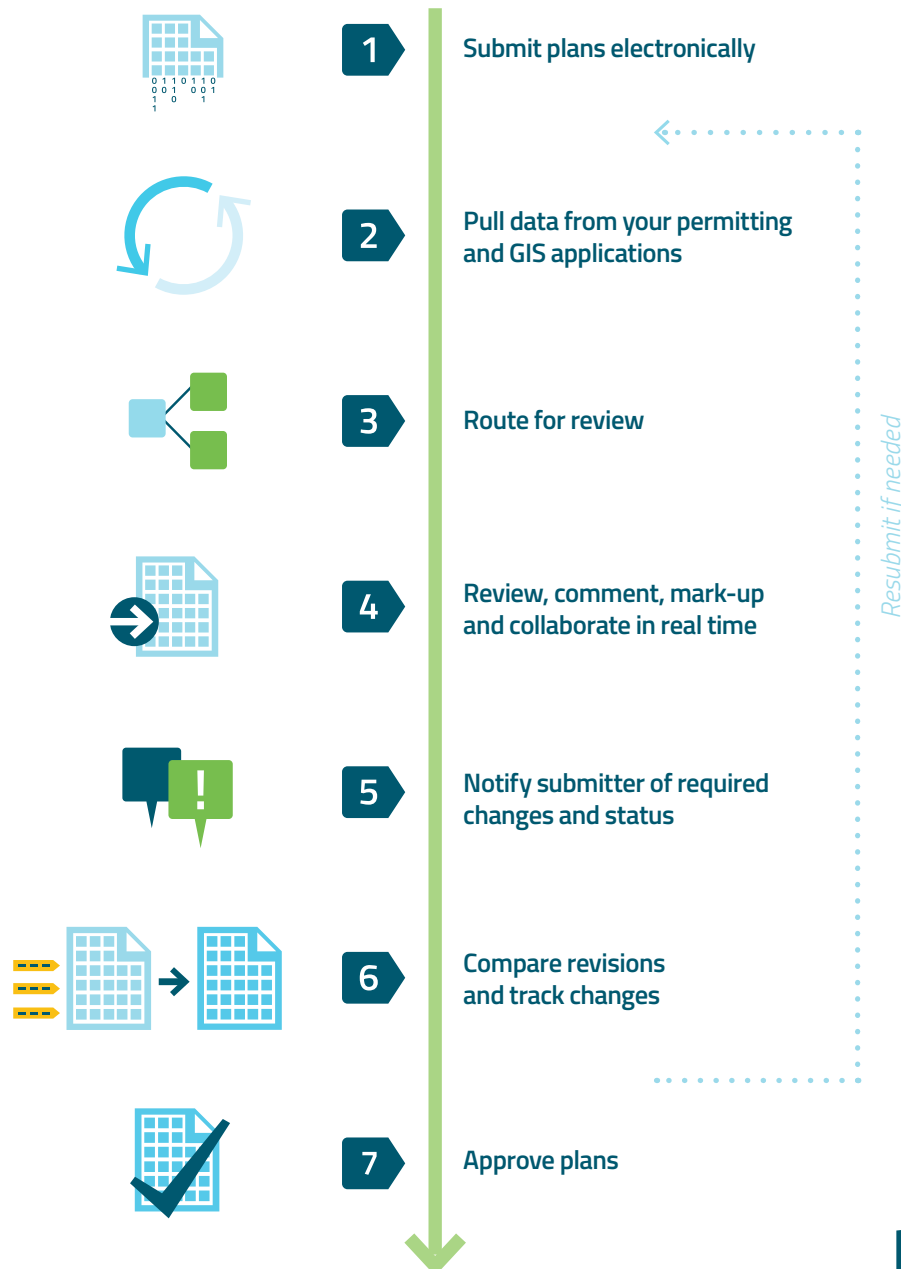 1
Submit plans electronically
0 1 1 0 1 1 0
0 0 1 0 1 1
1 0 0 1
1
2
Pull data from your permitting
and GIS applications
3
Route for review
Resubmit if needed
4
Review, comment, mark-up
and collaborate in real time
5
Notify submitter of required
changes and status
!
6
Compare revisions
and track changes
7
Approve plans